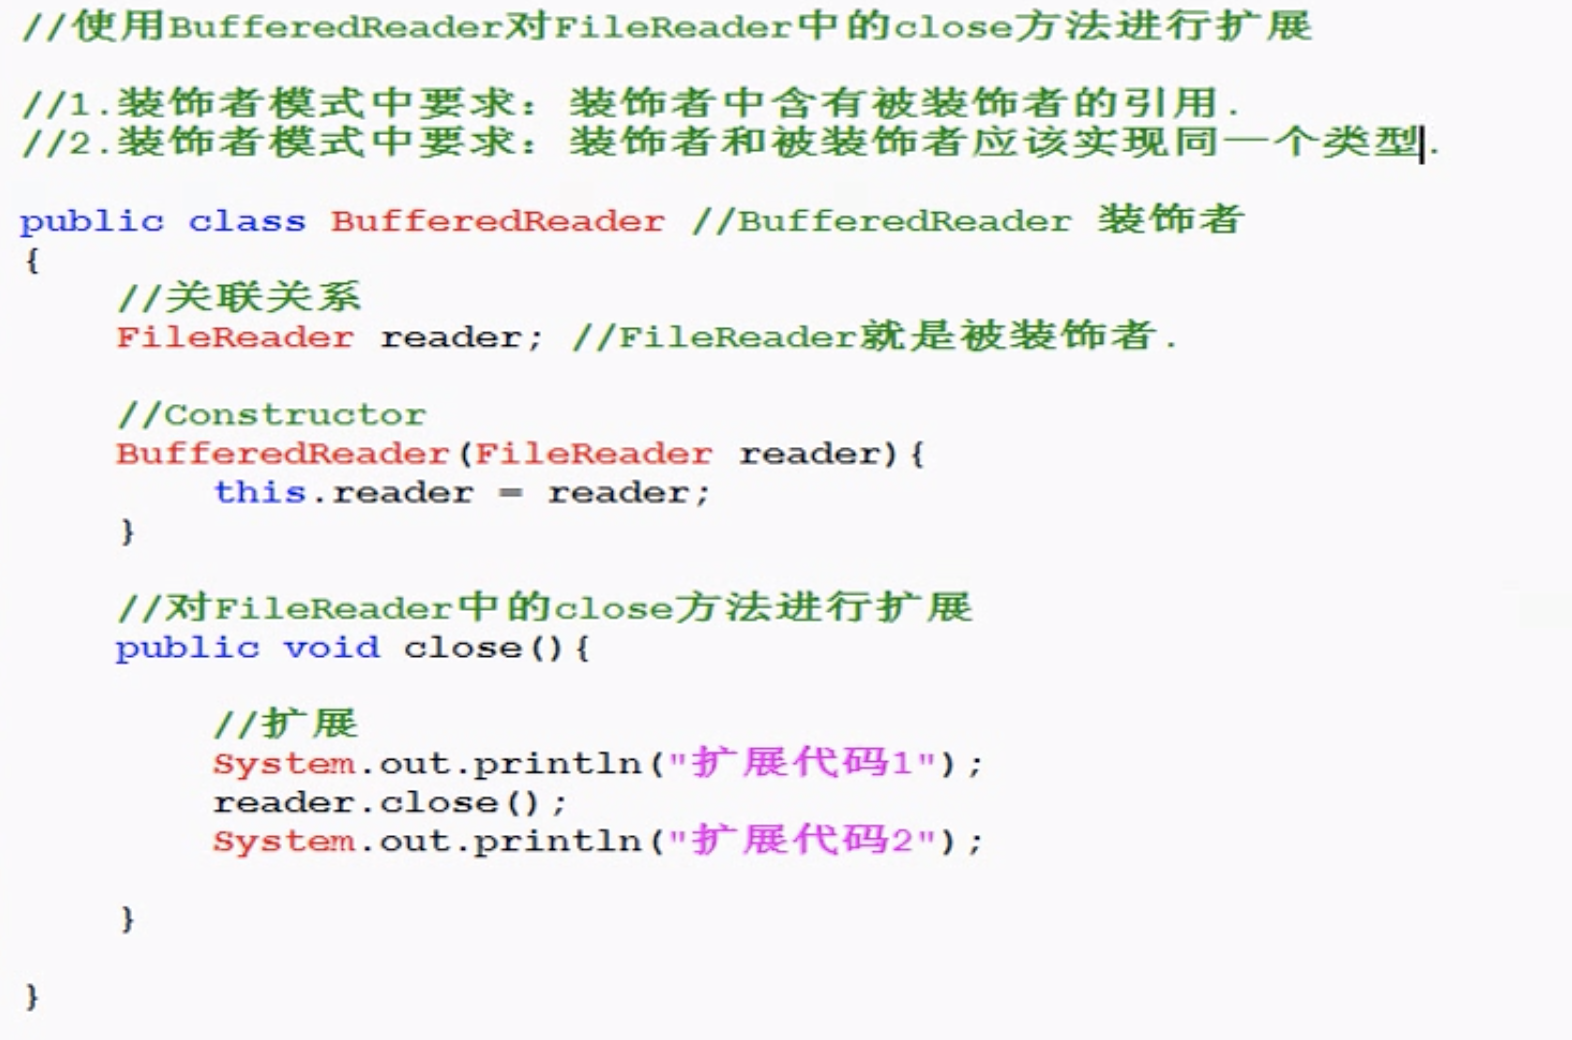 //使用BufferedReader对FileReader中的close方法进行扩展
//1.装饰者模式中要求：装饰者中含有被装饰者的引用.
//2.装饰者模式中要求：装饰者和被装饰者应该实现同一个类型.
public class BufferedReader //BufferedReader 装饰者
{
//关联关系
FileReader reader; //FileReader就是被装饰者.
//Constructor
BufferedReader(FileReader reader){
this.reader = reader;
}
//对FileReader中的close方法进行扩展
public void close(){
//扩展
System.out.println("扩展代码1");
reader.close();
System.out.println("扩展代码2");
}
}